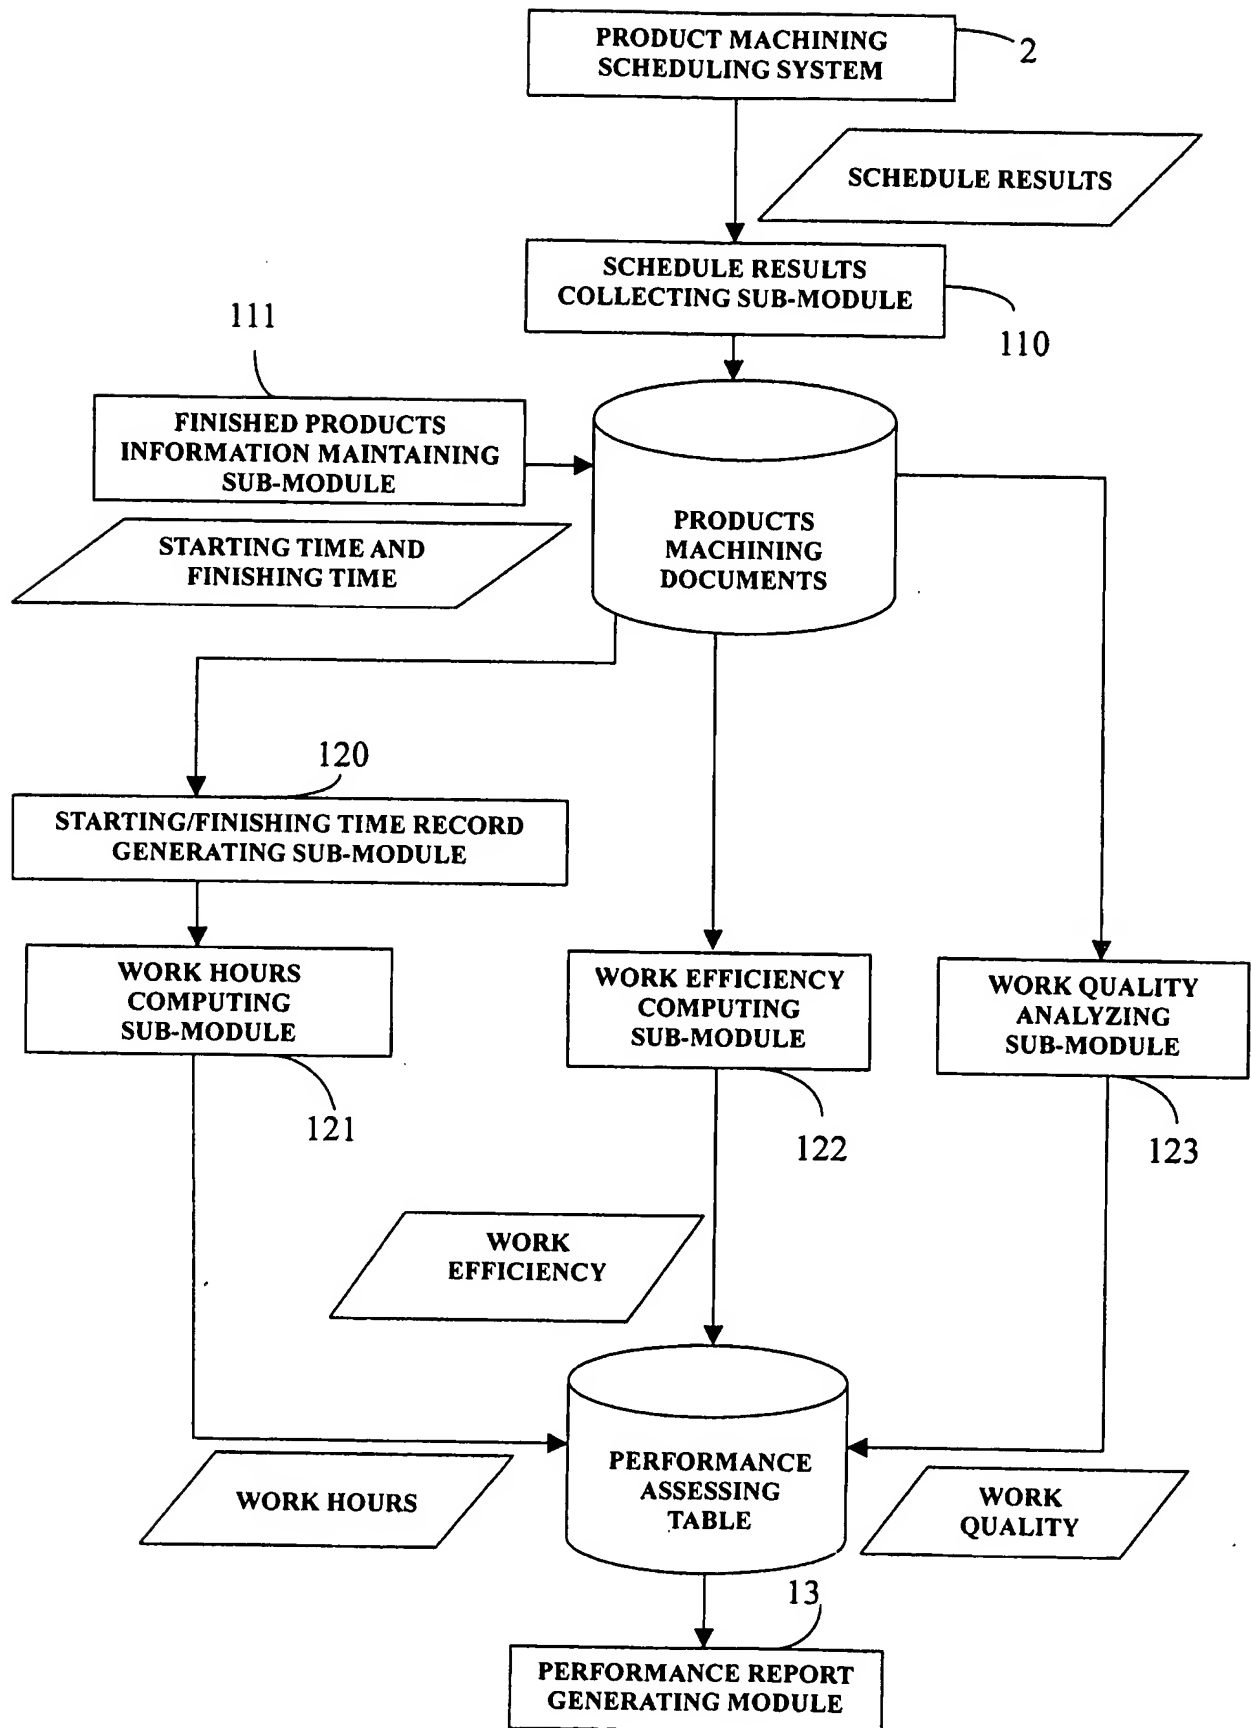 PRODUCT MACHINING
SCHEDULING SYSTEM
2
SCHEDULE RESULTS
SCHEDULE RESULTS
COLLECTING SUB-MODULE
110
111
FINISHED PRODUCTS
INFORMATION MAINTAINING
SUB-MODULE
STARTING TIME AND
FINISHING TIME
PRODUCTS
MACHINING
DOCUMENTS
120
STARTING/FINISHING TIME RECORD
GENERATING SUB-MODULE
WORK HOURS
COMPUTING
SUB-MODULE
121
WORK EFFICIENCY
COMPUTING
SUB-MODULE
122
WORK QUALITY
ANALYZING
SUB-MODULE
123
WORK
EFFICIENCY
WORK HOURS
PERFORMANCE
ASSESSING
TABLE
WORK
QUALITY
13
PERFORMANCE REPORT
GENERATING MODULE